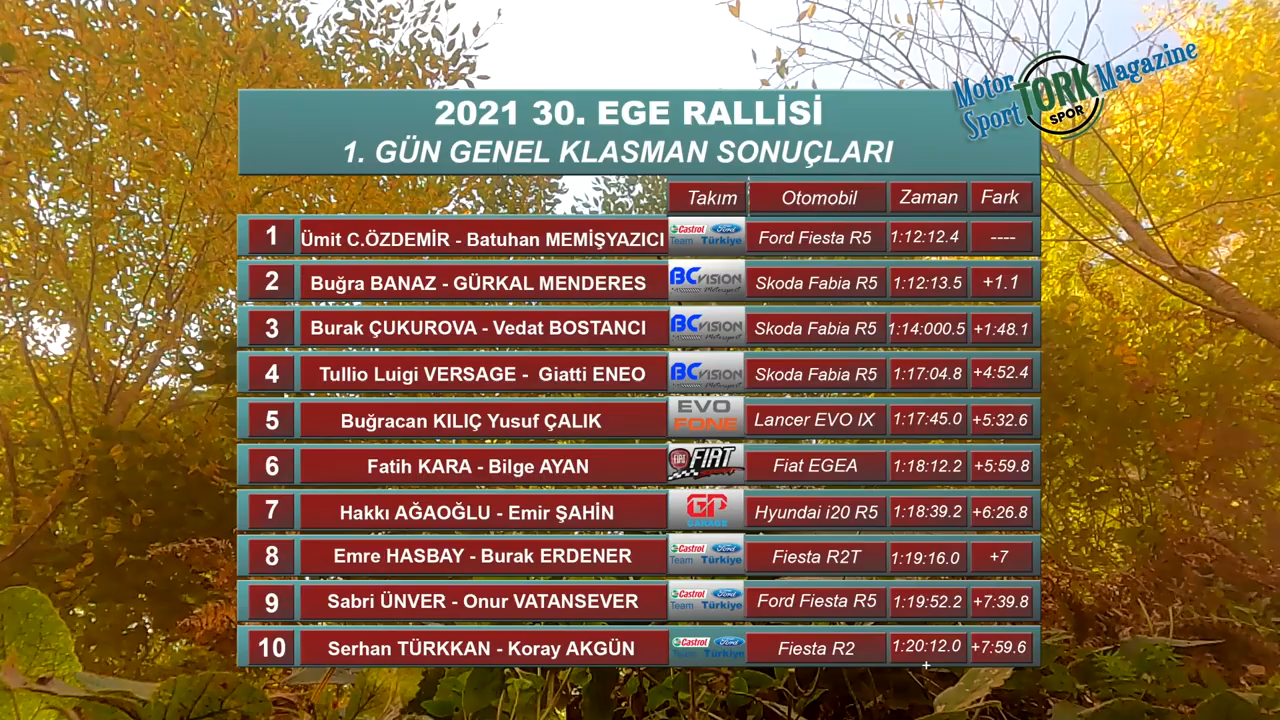 Motor Sport TORK SPOR Magazine
2021 30. EGE RALLİSİ
1. GÜN GENEL KLASMAN SONUÇLARI
Takım Otomobil Zaman Fark
1 Ümit C.ÖZDEMİR - Batuhan MEMİŞYAZICI Castrol Ford Team Türkiye Ford Fiesta R5 1:12:12.4 ----
2 Buğra BANAZ - GÜRKAL MENDERES BC VISION Motorsport Skoda Fabia R5 1:12:13.5 +1.1
3 Burak ÇUKUROVA - Vedat BOSTANCI BC VISION Motorsport Skoda Fabia R5 1:14:000.5 +1:48.1
4 Tullio Luigi VERSAGE - Giatti ENEO BC VISION Motorsport Skoda Fabia R5 1:17:04.8 +4:52.4
5 Buğracan KILIÇ Yusuf ÇALIK EVO FONE Lancer EVO IX 1:17:45.0 +5:32.6
6 Fatih KARA - Bilge AYAN FIAT Fiat EGEA 1:18:12.2 +5:59.8
7 Hakkı AĞAOĞLU - Emir ŞAHİN GP GARAGE Hyundai i20 R5 1:18:39.2 +6:26.8
8 Emre HASBAY - Burak ERDENER Castrol Ford Team Türkiye Fiesta R2T 1:19:16.0 +7
9 Sabri ÜNVER - Onur VATANSEVER Castrol Ford Team Türkiye Ford Fiesta R5 1:19:52.2 +7:39.8
10 Serhan TÜRKKAN - Koray AKGÜN Castrol Ford Team Türkiye Fiesta R2 1:20:12.0 +7:59.6